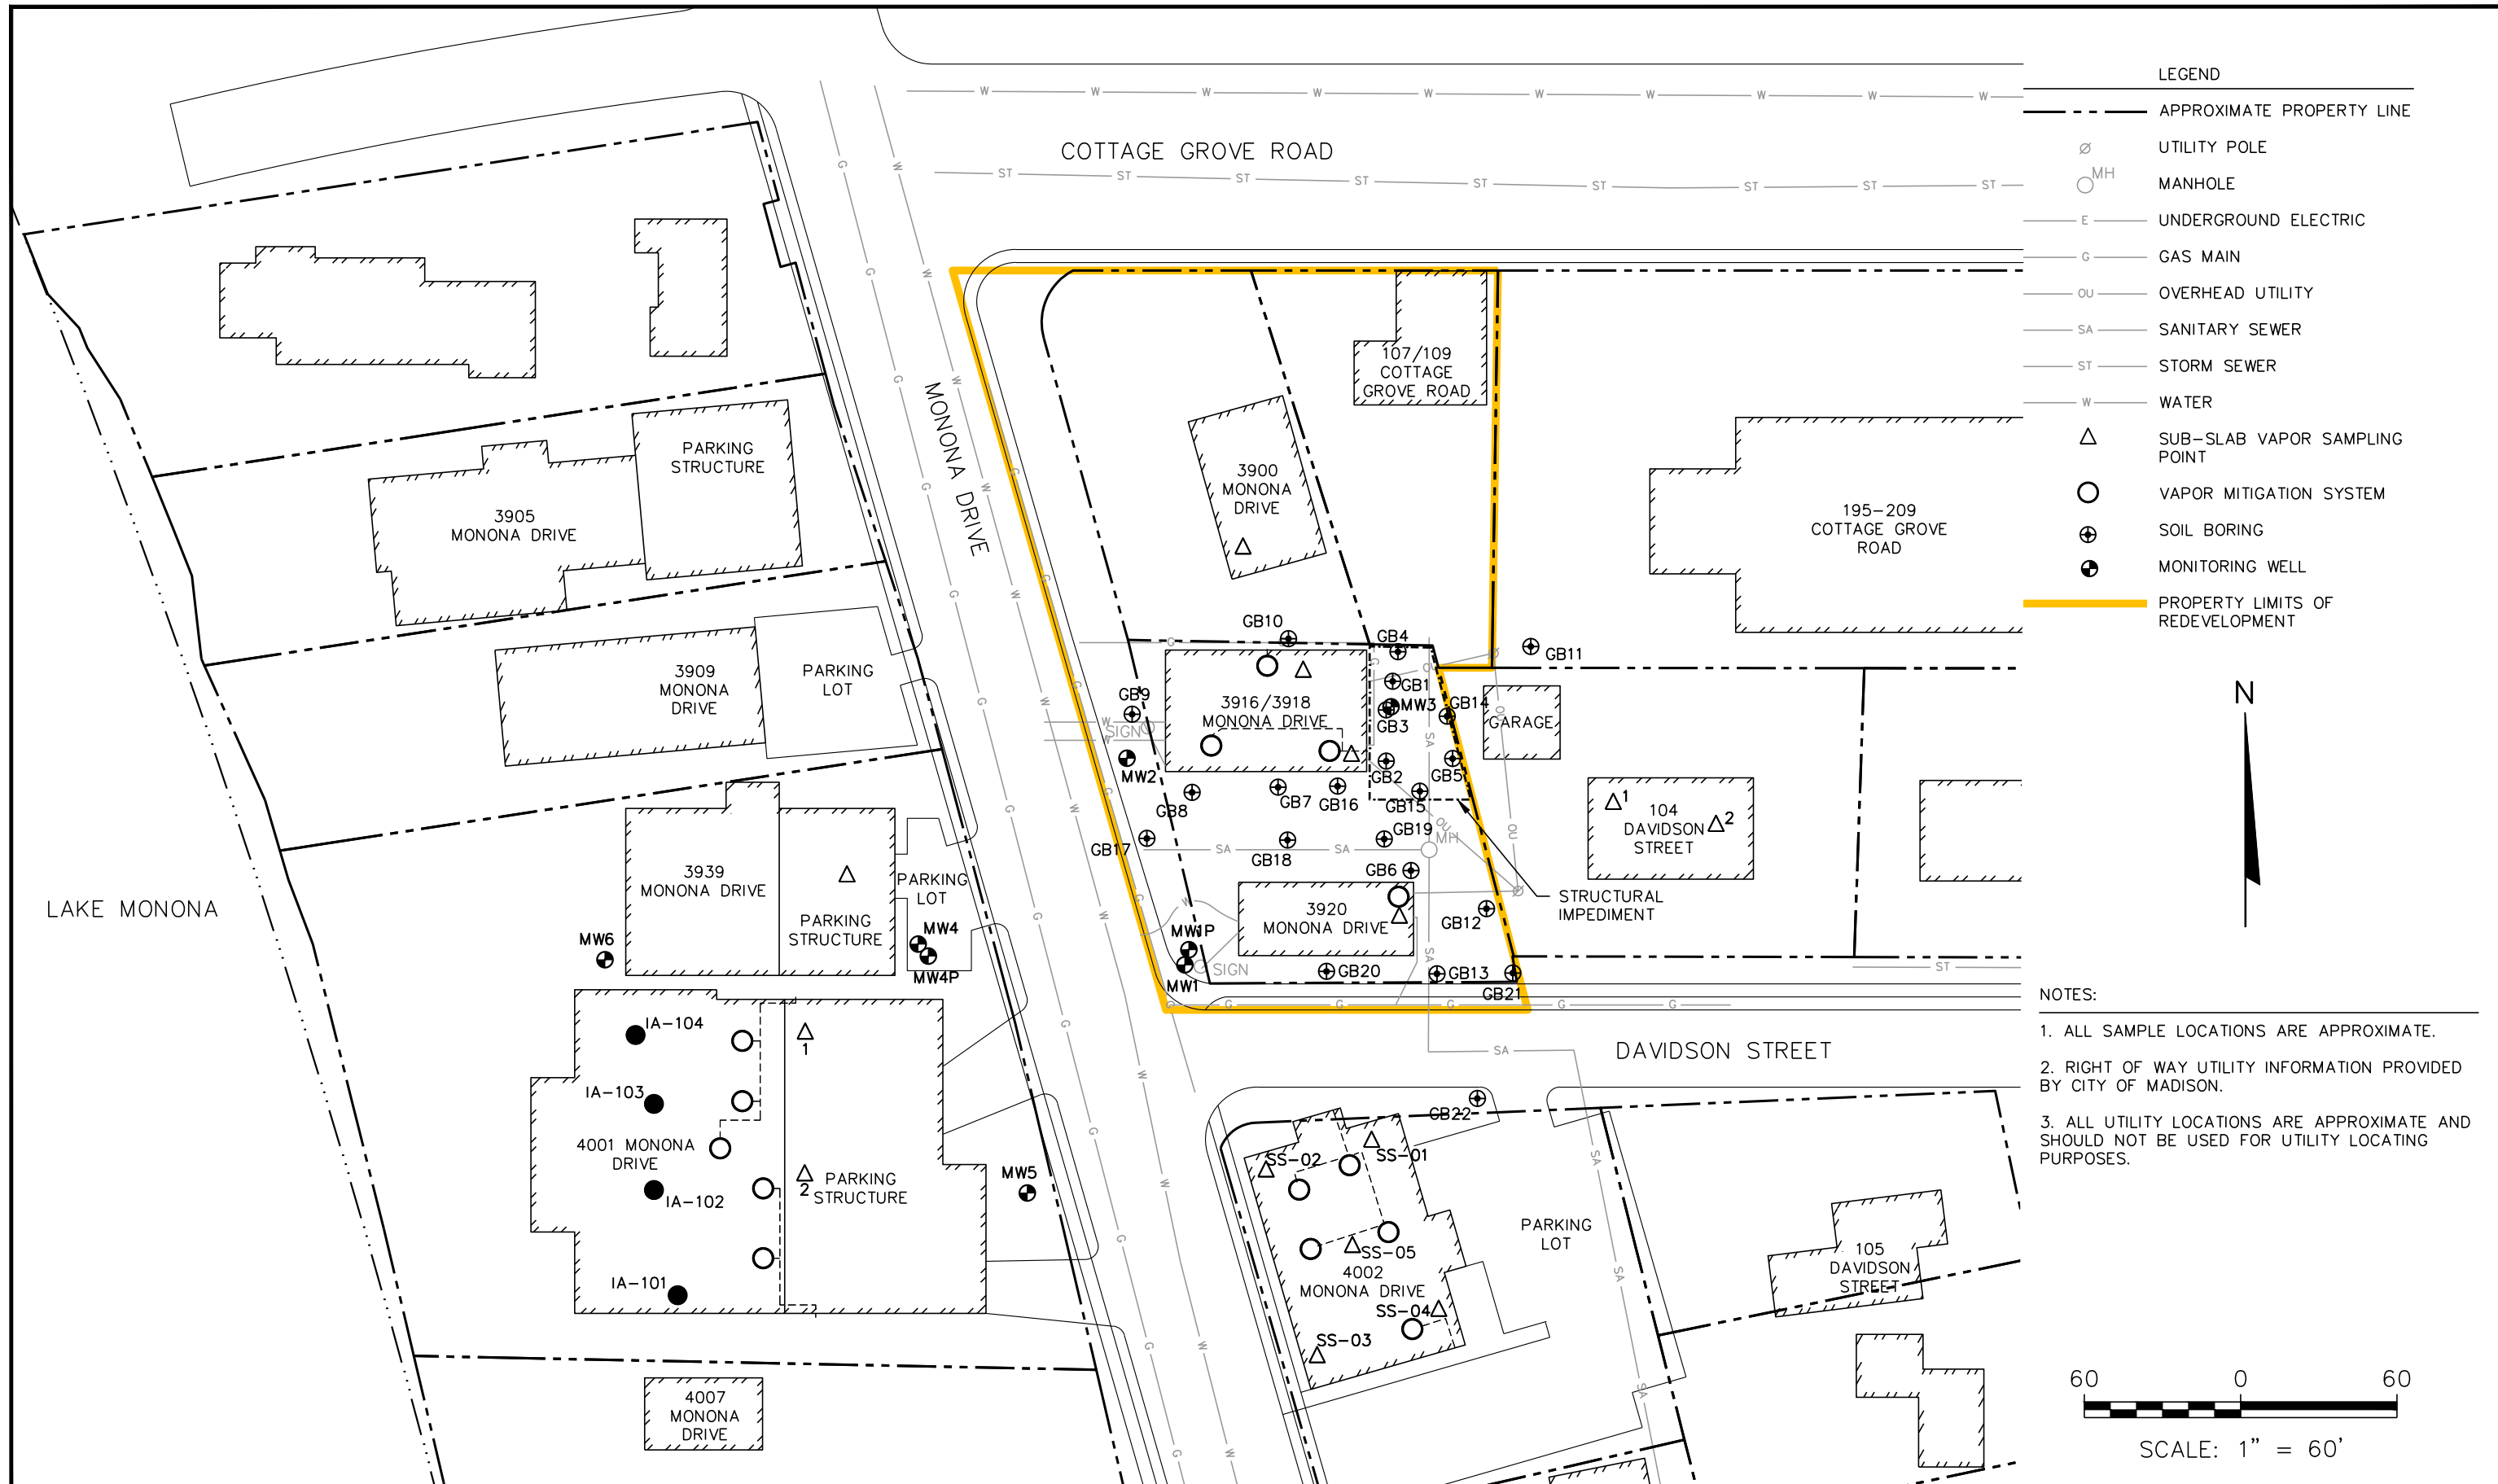 LEGEND
APPROXIMATE PROPERTY LINE
UTILITY POLE
MH
MANHOLE
E
UNDERGROUND ELECTRIC
G
GAS MAIN
OU
OVERHEAD UTILITY
SA
SANITARY SEWER
ST
STORM SEWER
W
WATER
SUB-SLAB VAPOR SAMPLING
POINT
VAPOR MITIGATION SYSTEM
SOIL BORING
MONITORING WELL
PROPERTY LIMITS OF
REDEVELOPMENT
COTTAGE GROVE ROAD
MONONA DRIVE
107/109
COTTAGE
GROVE ROAD
3900
MONONA
DRIVE
195-209
COTTAGE GROVE
ROAD
PARKING
STRUCTURE
3905
MONONA DRIVE
3909
MONONA
DRIVE
PARKING
LOT
GB10
GB4
GB11
GB1
GB9
3916/3918
MONONA DRIVE
MW3
GB14
GB3
GARAGE
SIGN
MW2
GB2
GB5
GB8
GB7
GB16
GB15
GB17
GB18
GB19
MH
GB6
1
104
DAVIDSON
STREET
2
STRUCTURAL
IMPEDIMENT
3920
MONONA DRIVE
GB12
MW1P
MW1
SIGN
GB20
GB13
GB21
3939
MONONA DRIVE
PARKING
STRUCTURE
PARKING
LOT
LAKE MONONA
MW6
MW4
MW4P
DAVIDSON STREET
IA-104
1
IA-103
4001 MONONA
DRIVE
IA-102
2
PARKING
STRUCTURE
MW5
IA-101
GB22
SS-02
SS-01
SS-05
4002
MONONA DRIVE
SS-04
SS-03
PARKING
LOT
105
DAVIDSON
STREET
4007
MONONA
DRIVE
N
NOTES:
1. ALL SAMPLE LOCATIONS ARE APPROXIMATE.
2. RIGHT OF WAY UTILITY INFORMATION PROVIDED
BY CITY OF MADISON.
3. ALL UTILITY LOCATIONS ARE APPROXIMATE AND
SHOULD NOT BE USED FOR UTILITY LOCATING
PURPOSES.
60 0 60
SCALE: 1" = 60'